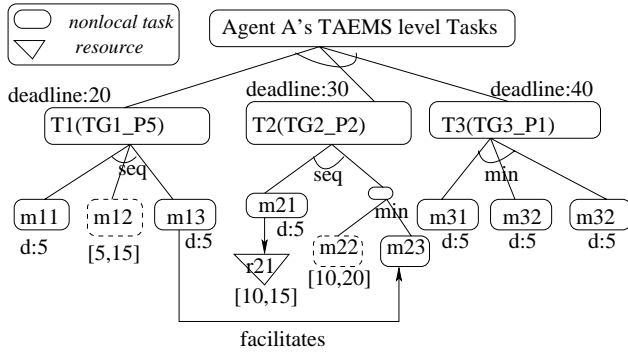 nonlocal task
resource
Agent A's TAEMS level Tasks
deadline:20
deadline:30
deadline:40
T1(TG1_P5)
T2(TG2_P2)
T3(TG3_P1)
seq
seq
min
m11
m12
m13
m21
min
m31
m32
m32
d:5
[5,15]
d:5
d:5
d:5
d:5
d:5
r21
m22
m23
[10,15]
[10,20]
facilitates